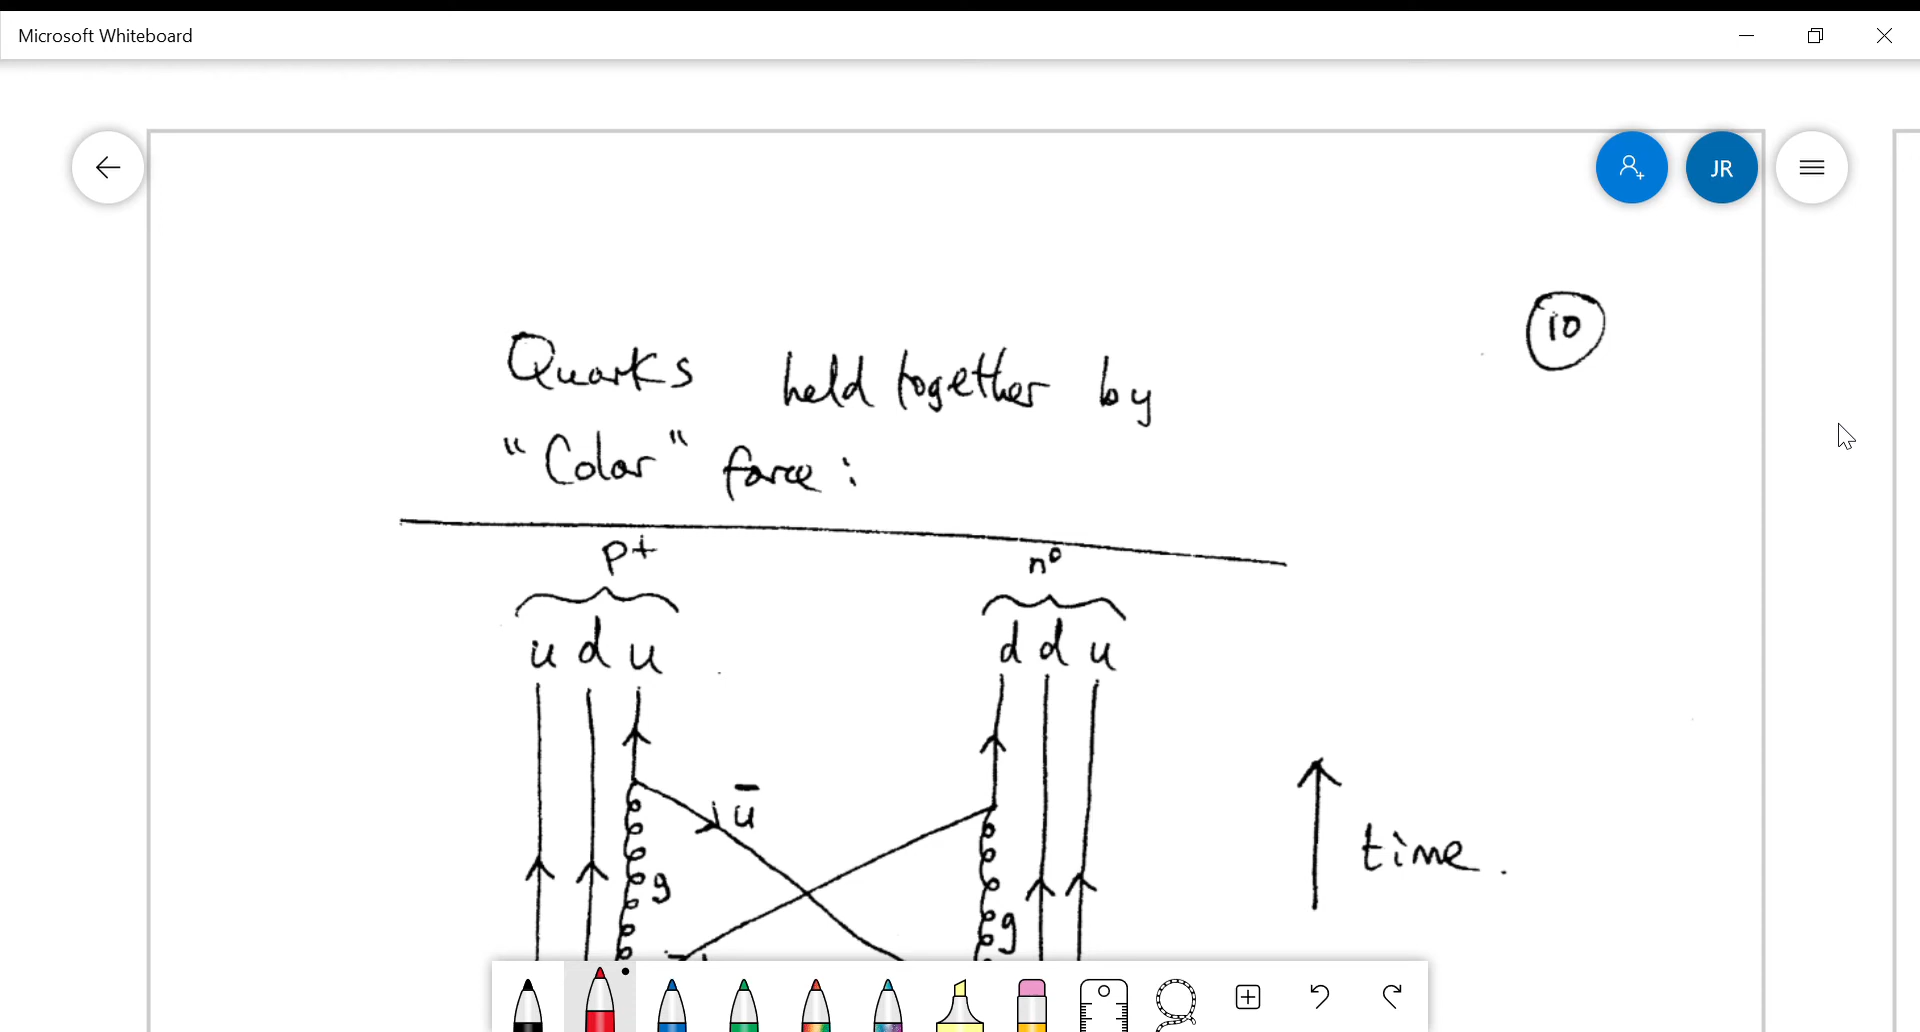 Microsoft Whiteboard
JR
10
Quarks held together by
"Color" force:
p+
n⁰
u d u
d d u
u̅
time.
g
g